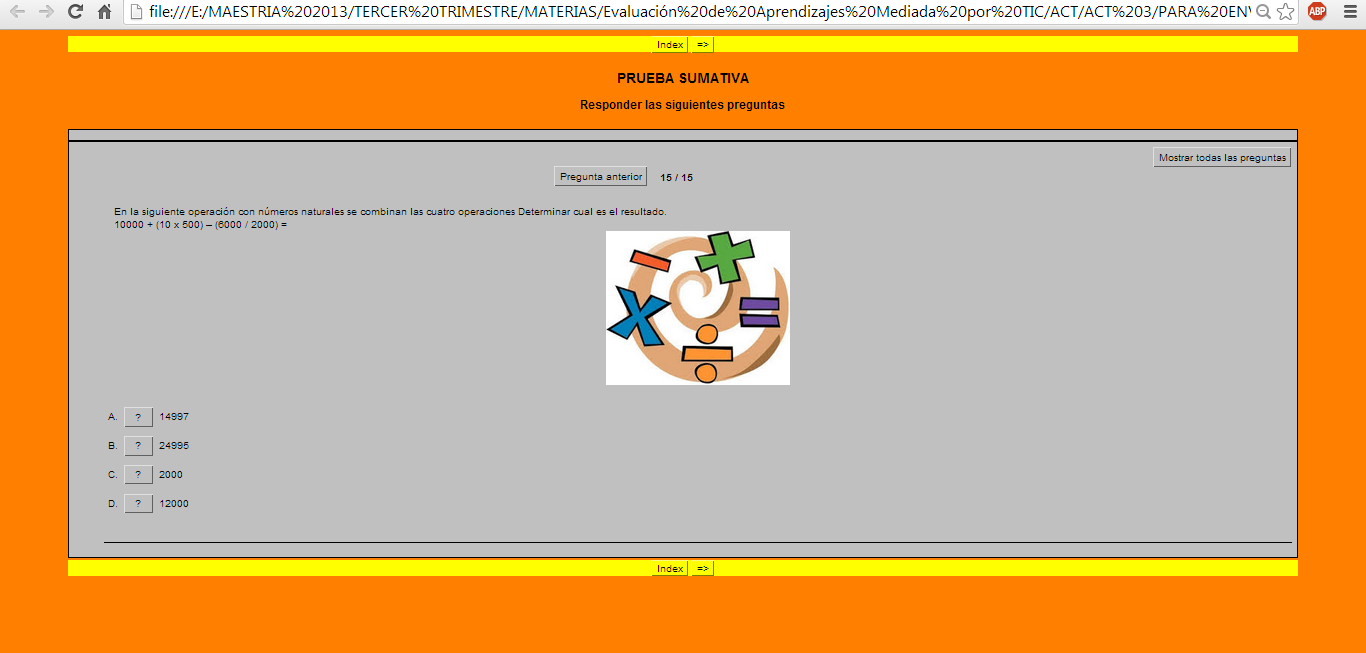 file:///E:/MAESTRIA%202013/TERCER%20TRIMESTRE/MATERIAS/Evaluación%20de%20Aprendizajes%20Mediada%20por%20TIC/ACT/ACT%203/PARA%20EN
ABP
Index =>
PRUEBA SUMATIVA
Responder las siguientes preguntas
Mostrar todas las preguntas
Pregunta anterior 15 / 15
En la siguiente operación con números naturales se combinan las cuatro operaciones Determinar cual es el resultado.
10000 + (10 x 500) – (6000 / 2000) =
A. ? 14997
B. ? 24995
C. ? 2000
D. ? 12000
Index =>